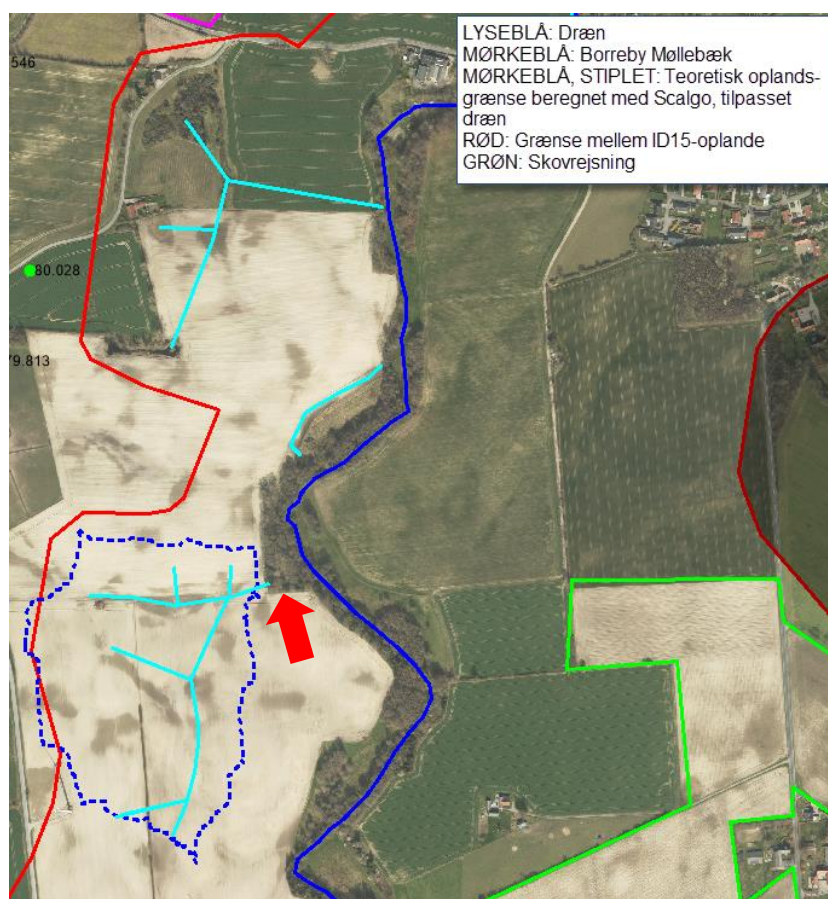 LYSEBLÅ: Dræn
MØRKEBLÅ: Borreby Møllebæk
MØRKEBLÅ, STIPLET: Teoretisk oplands-
grænse beregnet med Scalgo, tilpasset
dræn
RØD: Grænse mellem ID15-oplande
GRØN: Skovrejsning
546
80.028
79.813